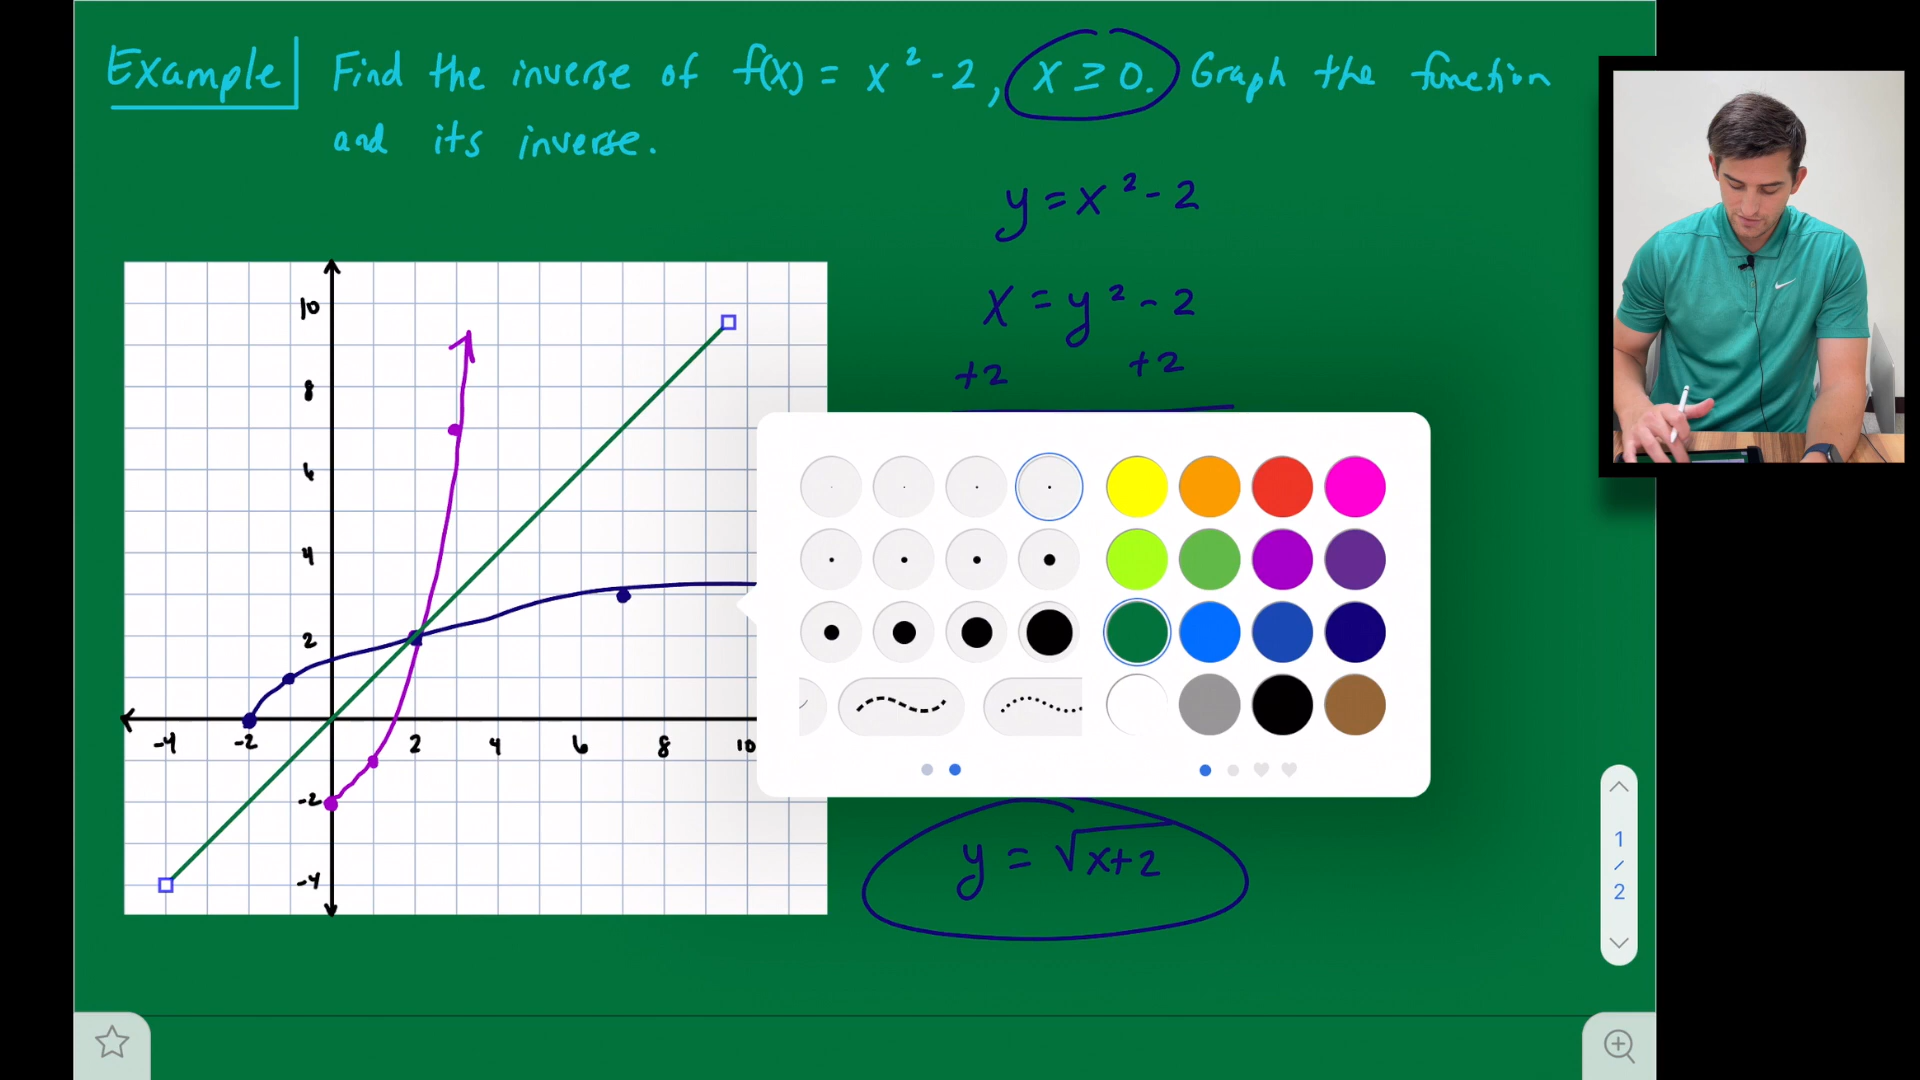 Example Find the inverse of f(x) = x² - 2, x ≥ 0. Graph the function
and its inverse.
y = x² - 2
x = y² - 2
+2 +2
y = √x+2
10
8
6
4
2
-4 -2 2 4 6 8 10
-2
-4
1
/
2